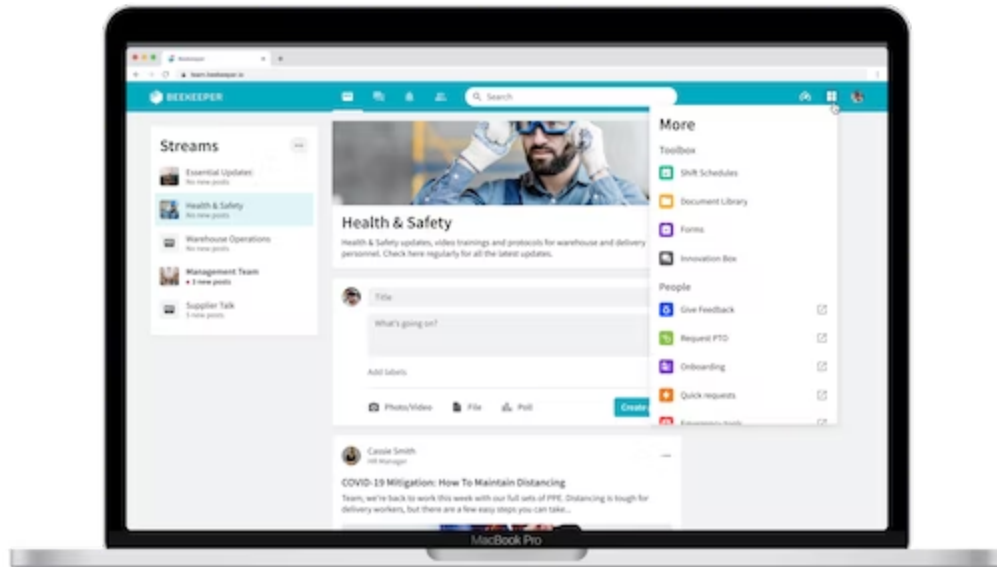 Beekeeper
team.beekeeper.io
BEEKEEPER
Search
Streams
Essential Updates
No new posts
Health & Safety
No new posts
Warehouse Operations
No new posts
Management Team
3 new posts
Supplier Talk
5 new posts
Health & Safety
Health & Safety updates, video trainings and protocols for warehouse and delivery
personnel. Check here regularly for all the latest updates.
Title
What's going on?
Add labels
Photo/Video
File
Poll
Create
Cassie Smith
HR Manager
COVID-19 Mitigation: How To Maintain Distancing
Team, we're back to work this week with our full sets of PPE. Distancing is tough for
delivery workers, but there are a few easy steps you can take...
More
Toolbox
Shift Schedules
Document Library
Forms
Innovation Box
People
Give Feedback
Request PTO
Onboarding
Quick requests
MacBook Pro